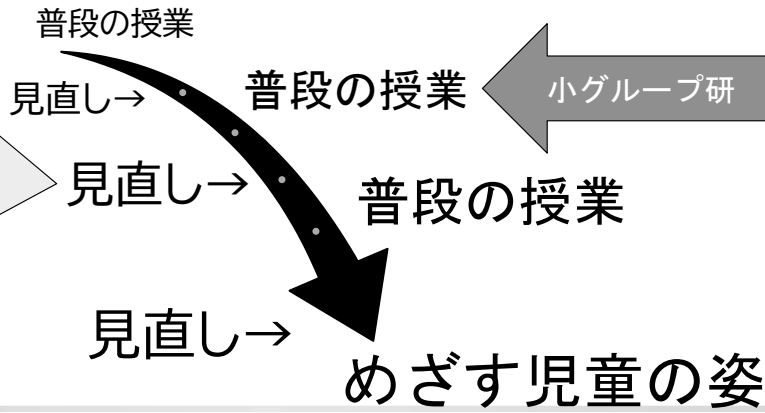 普段の授業
見直し→
普段の授業
小グループ研
見直し→
普段の授業
見直し→
めざす児童の姿